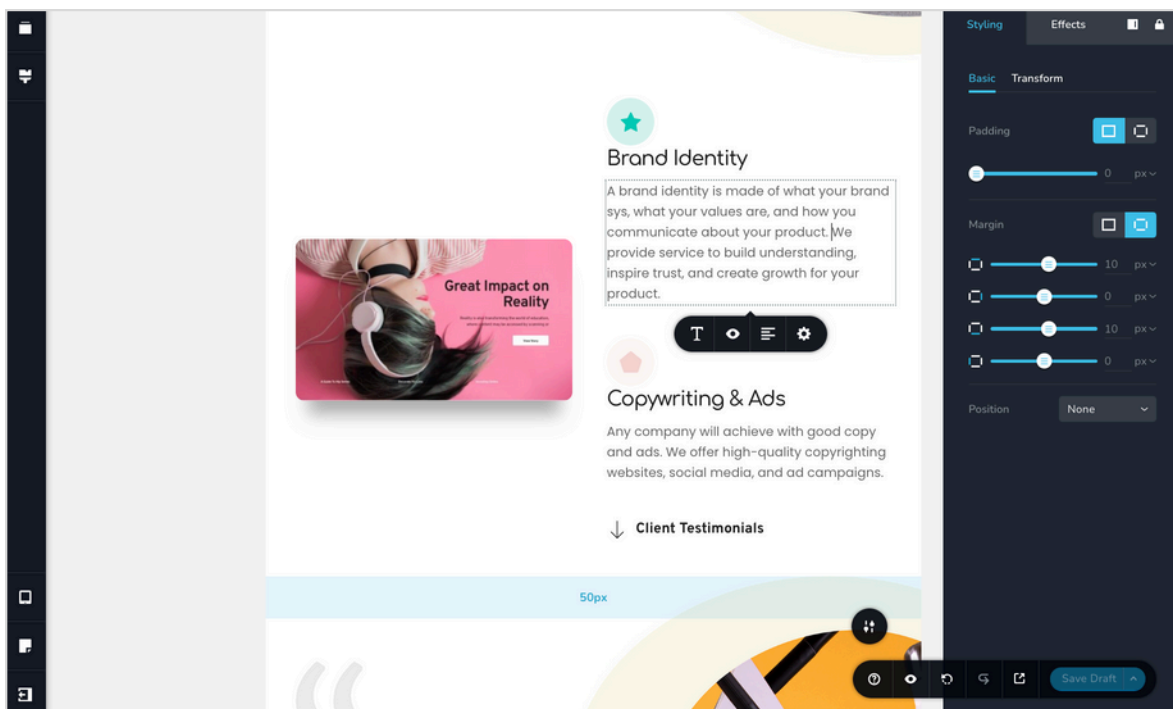 Styling
Effects
Basic
Transform
Padding
0
px
Margin
10
px
0
px
10
px
0
px
Position
None
Brand Identity
A brand identity is made of what your brand
sys, what your values are, and how you
communicate about your product. We
provide service to build understanding,
inspire trust, and create growth for your
product.
Great Impact on
Reality
T
Copywriting & Ads
Any company will achieve with good copy
and ads. We offer high-quality copyrighting
websites, social media, and ad campaigns.
Client Testimonials
50px
Save Draft